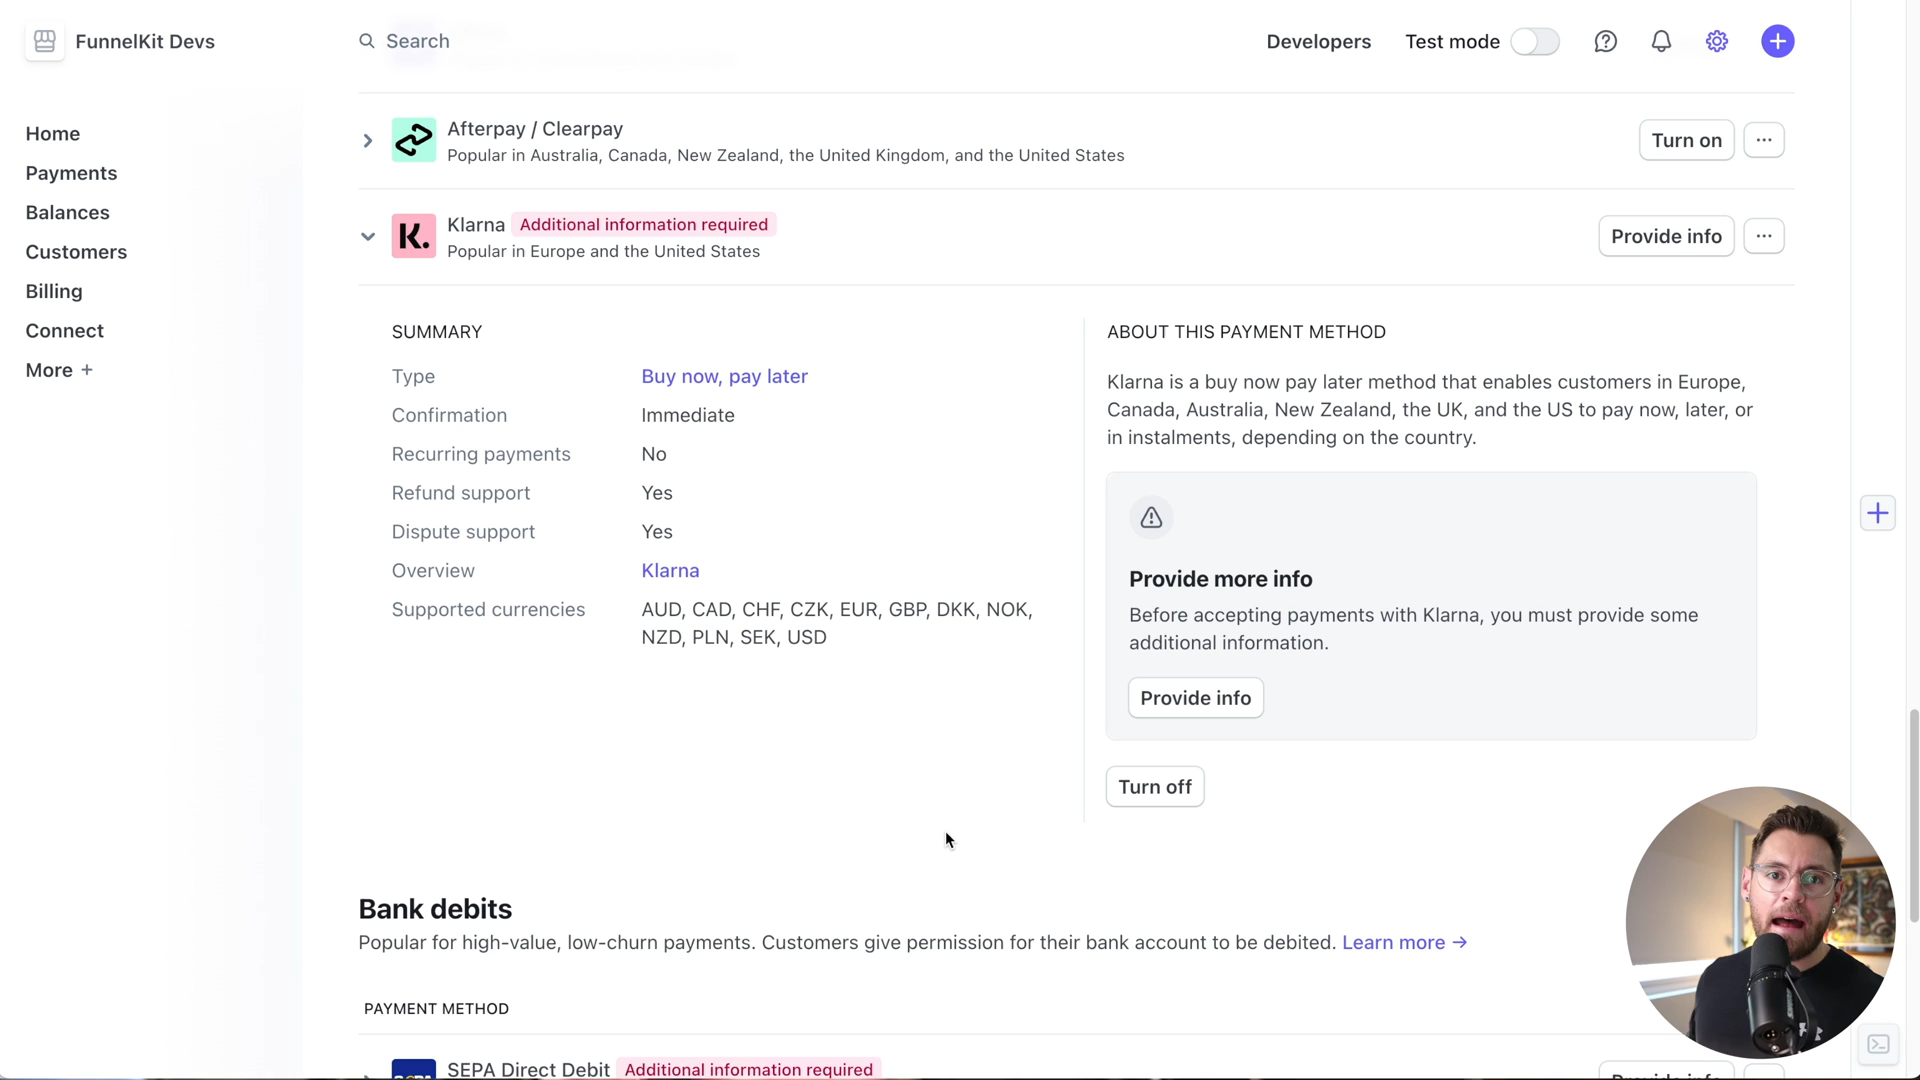 FunnelKit Devs
Search
Developers
Test mode
Home
Payments
Balances
Customers
Billing
Connect
More +
Afterpay / Clearpay
Popular in Australia, Canada, New Zealand, the United Kingdom, and the United States
Turn on
K.
Klarna
Additional information required
Popular in Europe and the United States
Provide info
SUMMARY
Type
Buy now, pay later
Confirmation
Immediate
Recurring payments
No
Refund support
Yes
Dispute support
Yes
Overview
Klarna
Supported currencies
AUD, CAD, CHF, CZK, EUR, GBP, DKK, NOK,
NZD, PLN, SEK, USD
ABOUT THIS PAYMENT METHOD
Klarna is a buy now pay later method that enables customers in Europe,
Canada, Australia, New Zealand, the UK, and the US to pay now, later, or
in instalments, depending on the country.
Provide more info
Before accepting payments with Klarna, you must provide some
additional information.
Provide info
Turn off
Bank debits
Popular for high-value, low-churn payments. Customers give permission for their bank account to be debited. Learn more →
PAYMENT METHOD
SEPA Direct Debit
Additional information required
Provide info